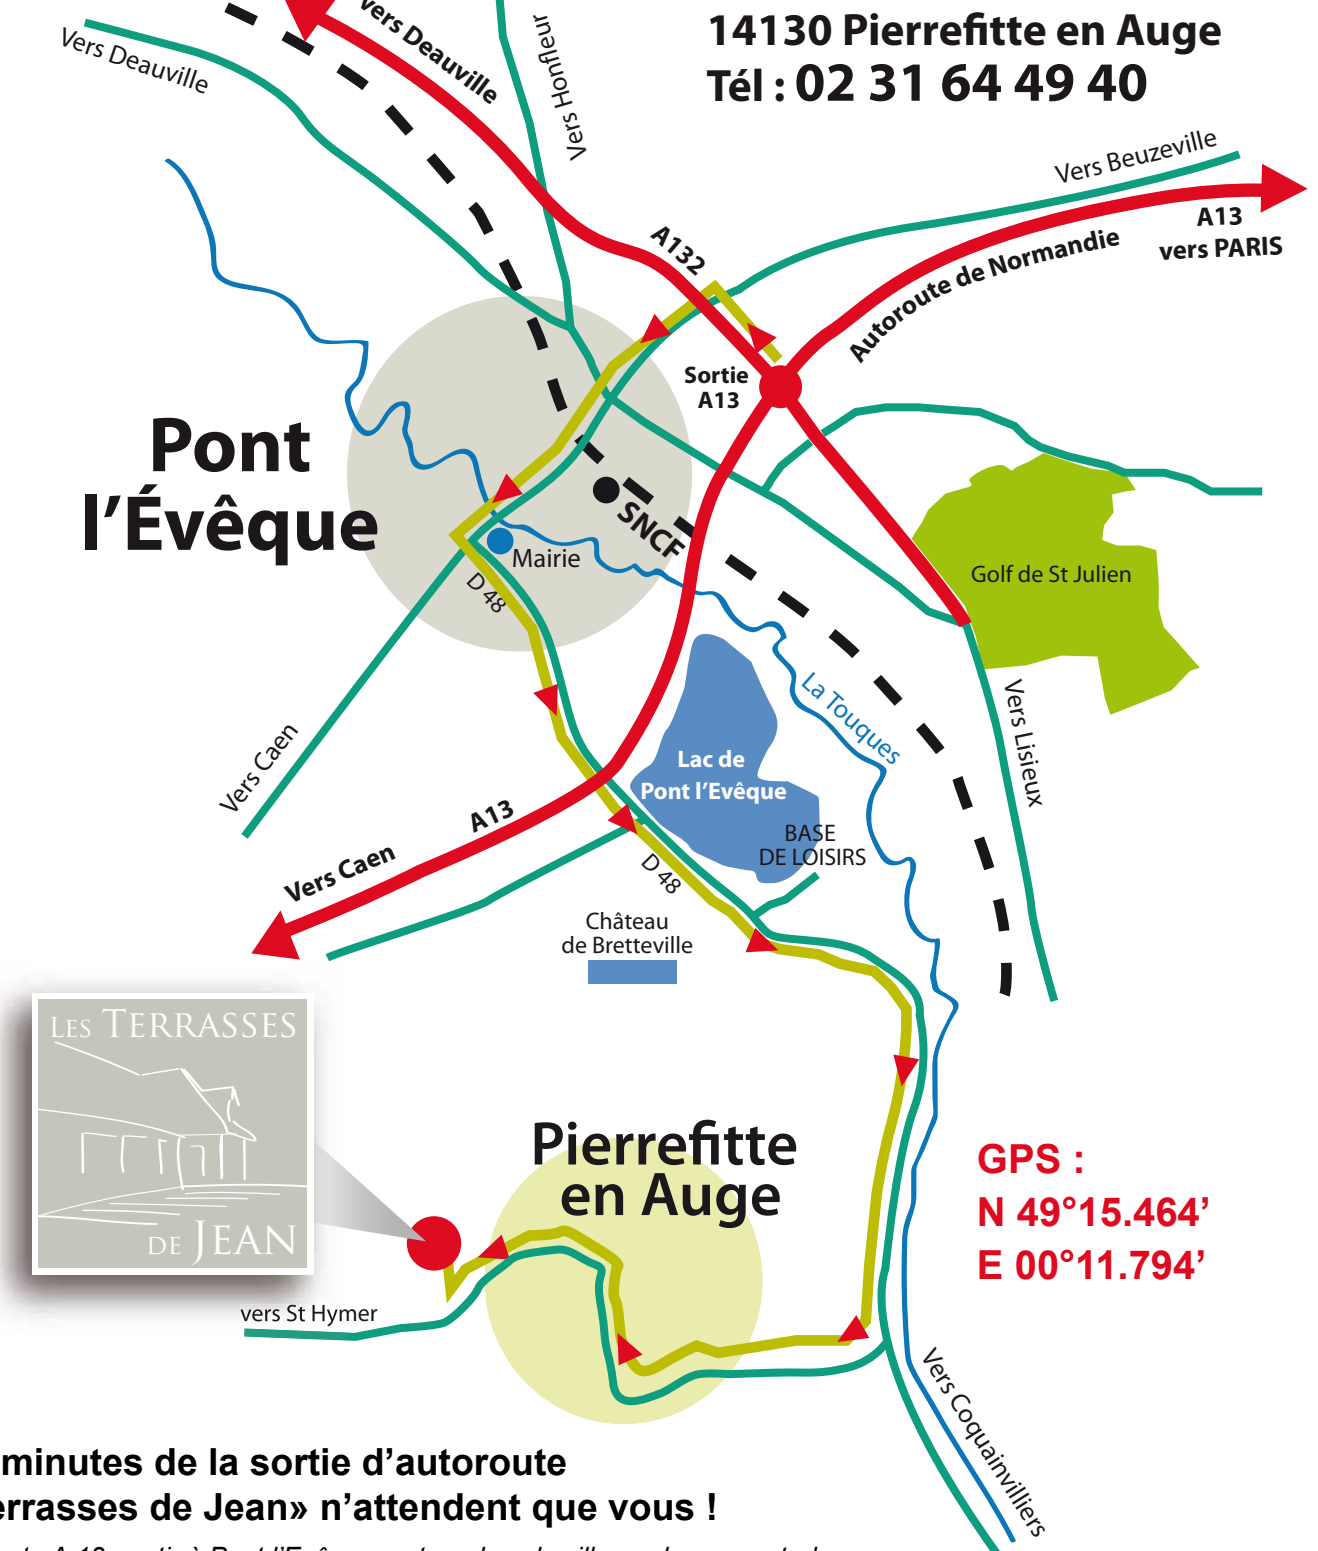 14130 Pierrefitte en Auge
Tél : 02 31 64 49 40
vers Deauville
Vers Deauville
Vers Honfleur
Vers Beuzeville
A13
vers PARIS
A132
Autoroute de Normandie
Sortie
A13
Pont
l’Évêque
SNCF
Mairie
D 48
Golf de St Julien
La Touques
Vers Lisieux
Vers Caen
Lac de
Pont l’Evêque
A13
BASE
DE LOISIRS
Vers Caen
D 48
Château
de Bretteville
LES TERRASSES
DE JEAN
Pierrefitte
en Auge
GPS :
N 49°15.464’
E 00°11.794’
vers St Hymer
Vers Coquainvilliers
minutes de la sortie d’autoroute
errasses de Jean» n’attendent que vous !